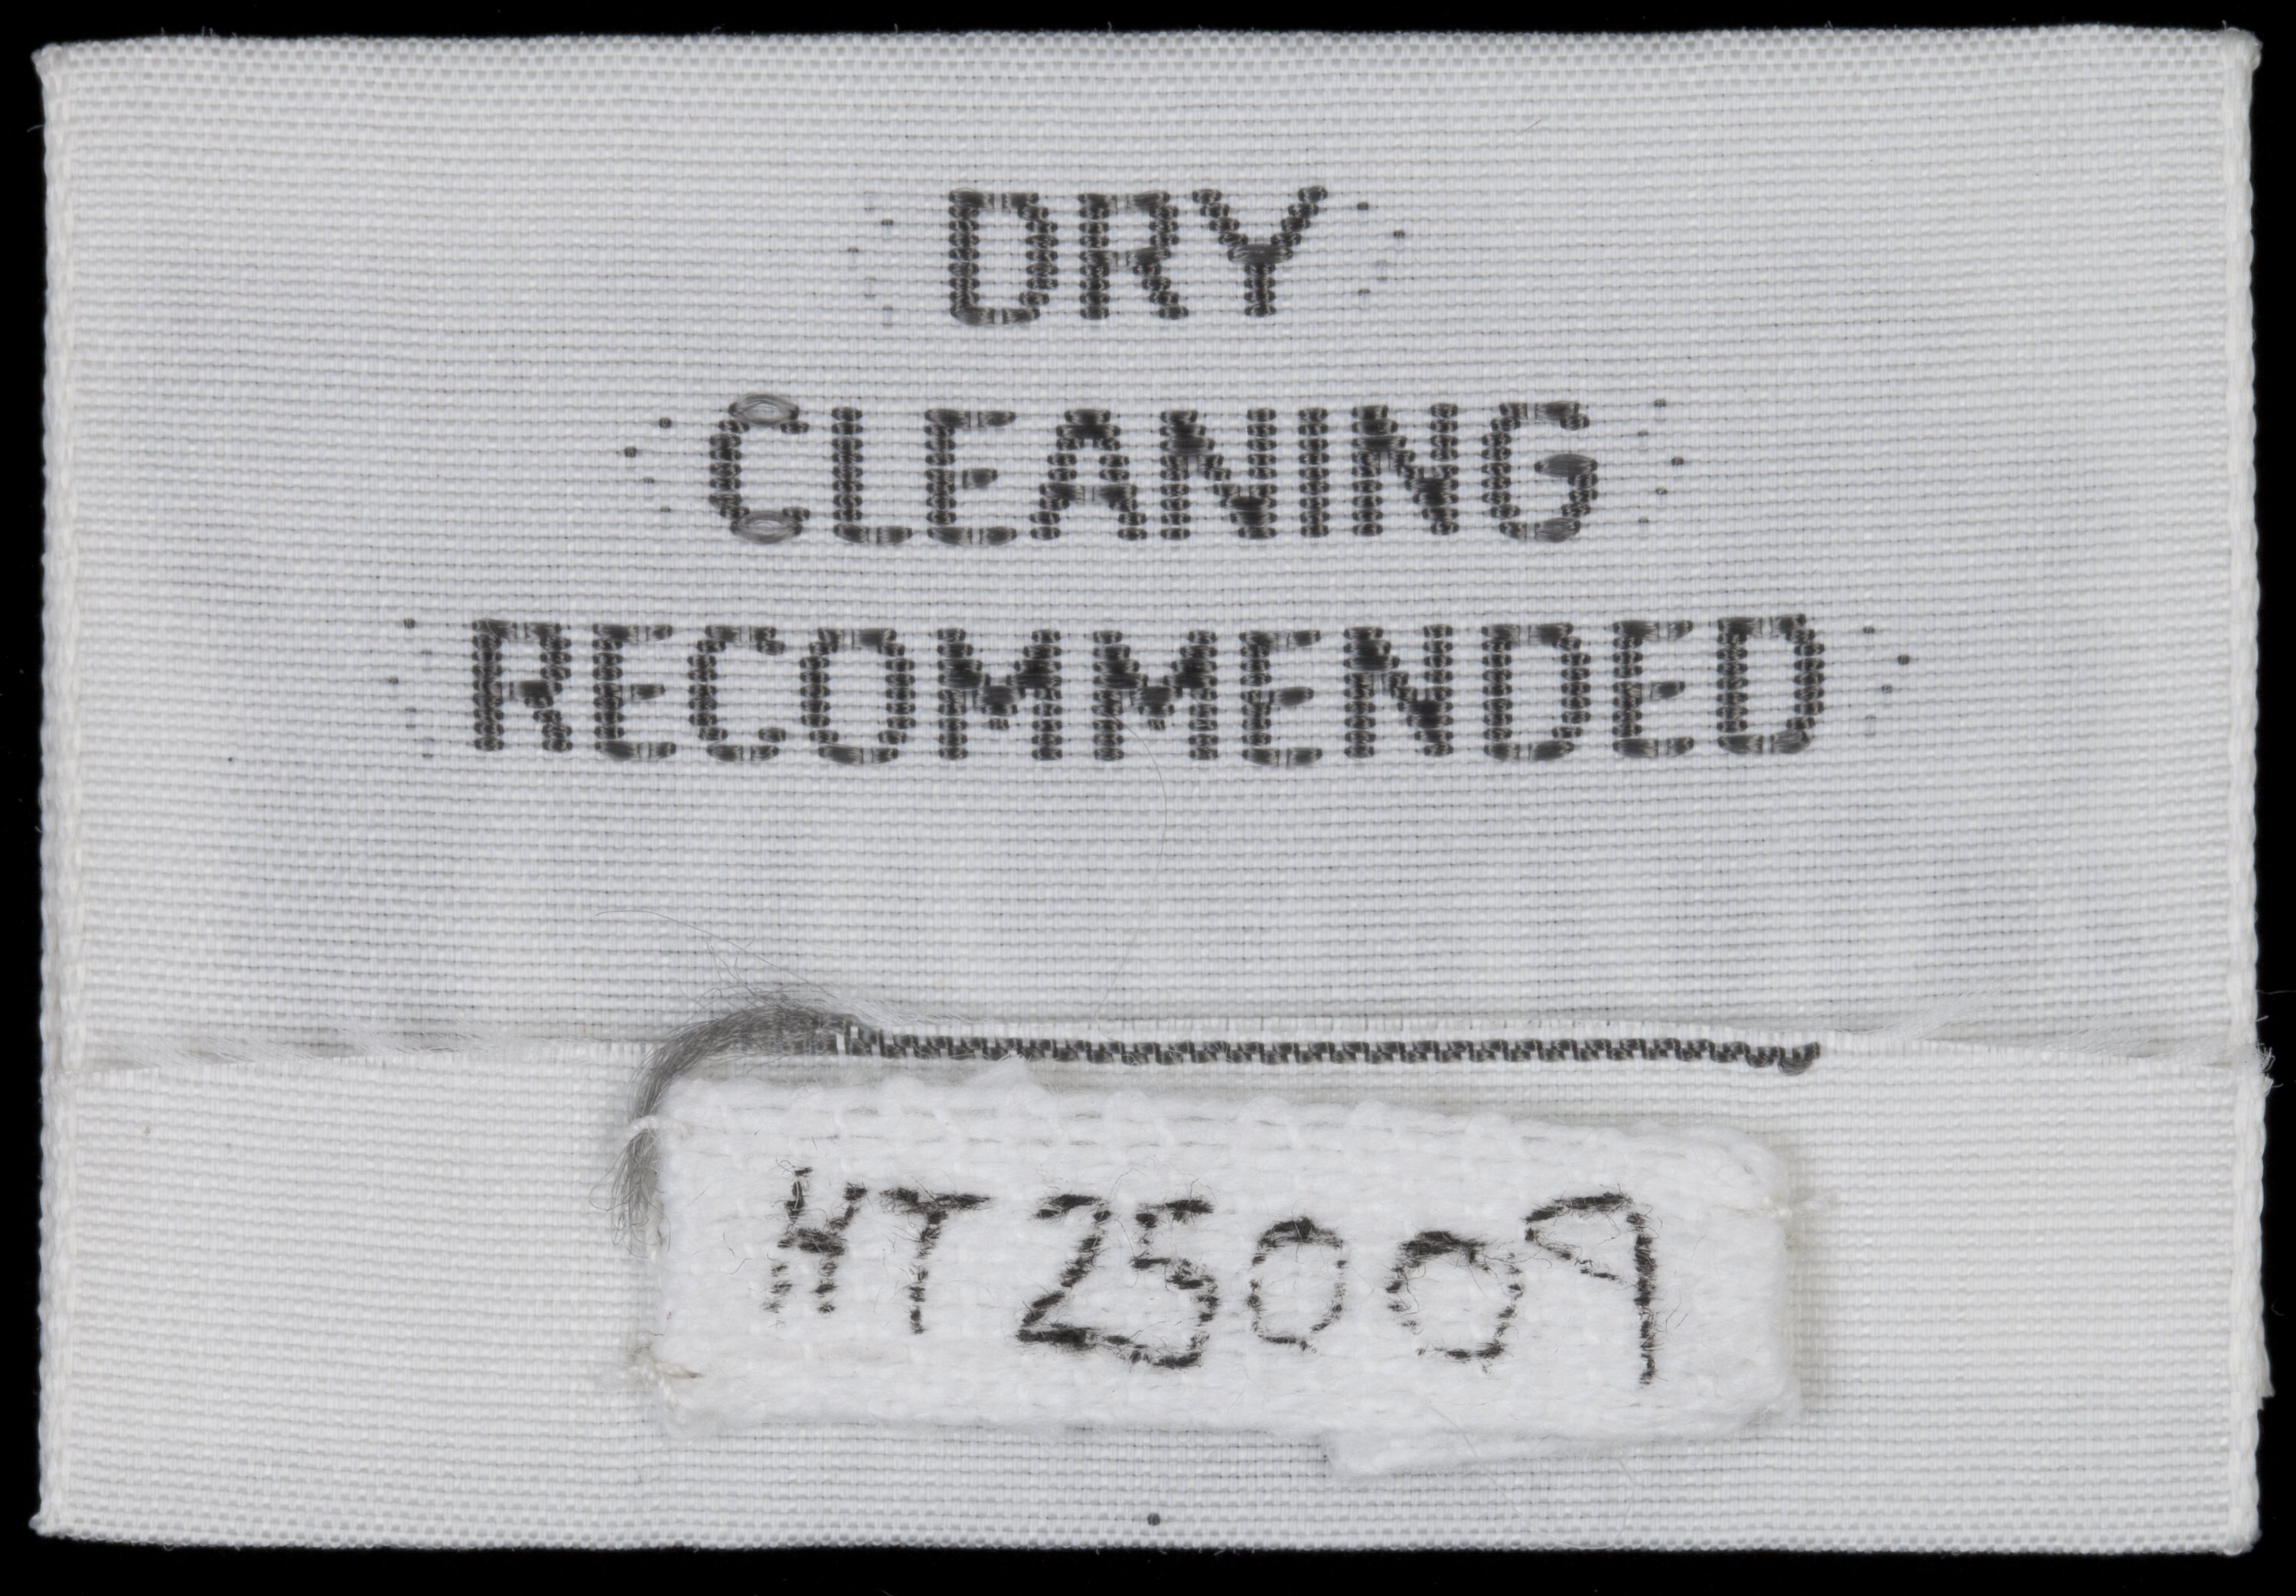 DRY
CLEANING
RECOMMENDED
HT25009